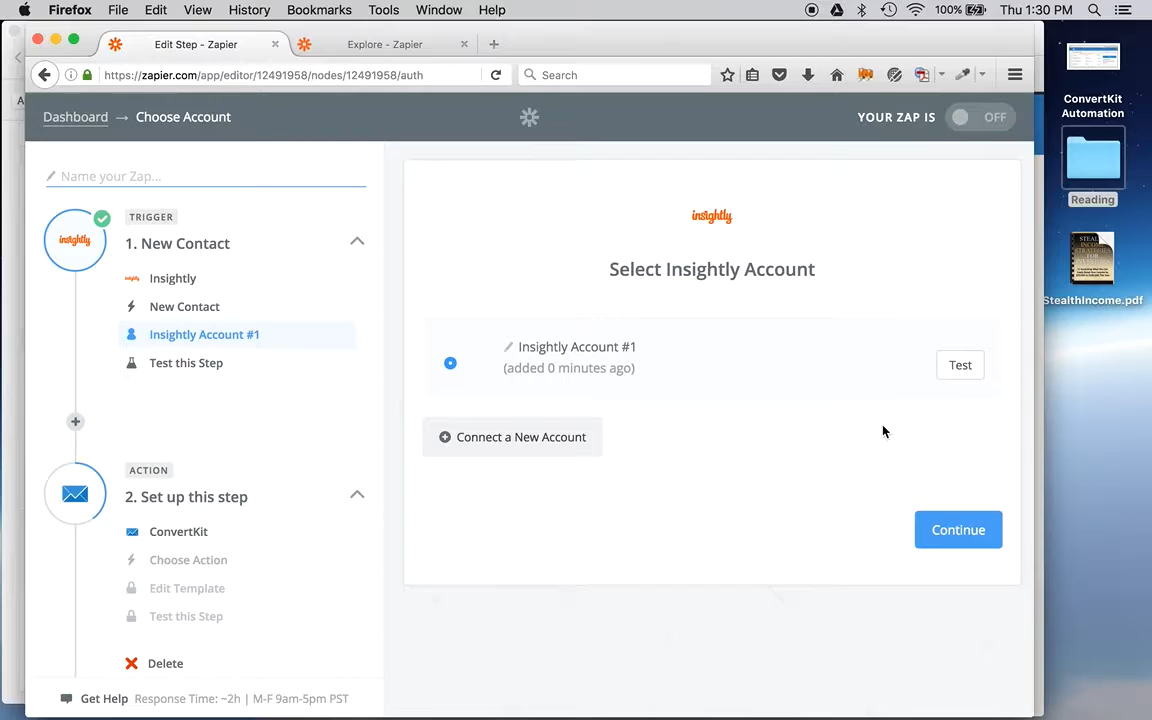 Firefox File Edit View History Bookmarks Tools Window Help 100% Thu 1:30 PM
Edit Step - Zapier
Explore - Zapier
https://zapier.com/app/editor/12491958/nodes/12491958/auth
Search
Dashboard → Choose Account
YOUR ZAP IS OFF
Name your Zap...
TRIGGER
insightly
1. New Contact
Insightly
New Contact
Insightly Account #1
Test this Step
ACTION
2. Set up this step
ConvertKit
Choose Action
Edit Template
Test this Step
Delete
Get Help Response Time: ~2h | M-F 9am-5pm PST
insightly
Select Insightly Account
Insightly Account #1
(added 0 minutes ago)
Test
Connect a New Account
Continue
ConvertKit
Automation
Reading
StealthIncome.pdf